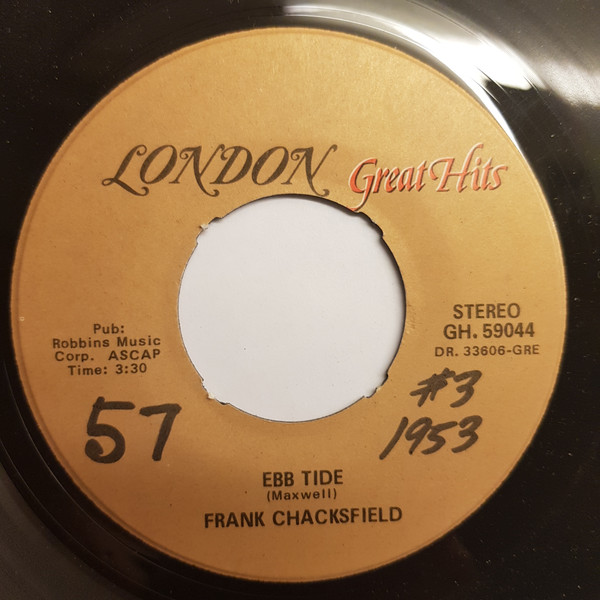 LONDON Great Hits
Pub:
Robbins Music
Corp. ASCAP
Time: 3:30
STEREO
GH. 59044
DR. 33606-GRE
57
#3
1953
EBB TIDE
(Maxwell)
FRANK CHACKSFIELD